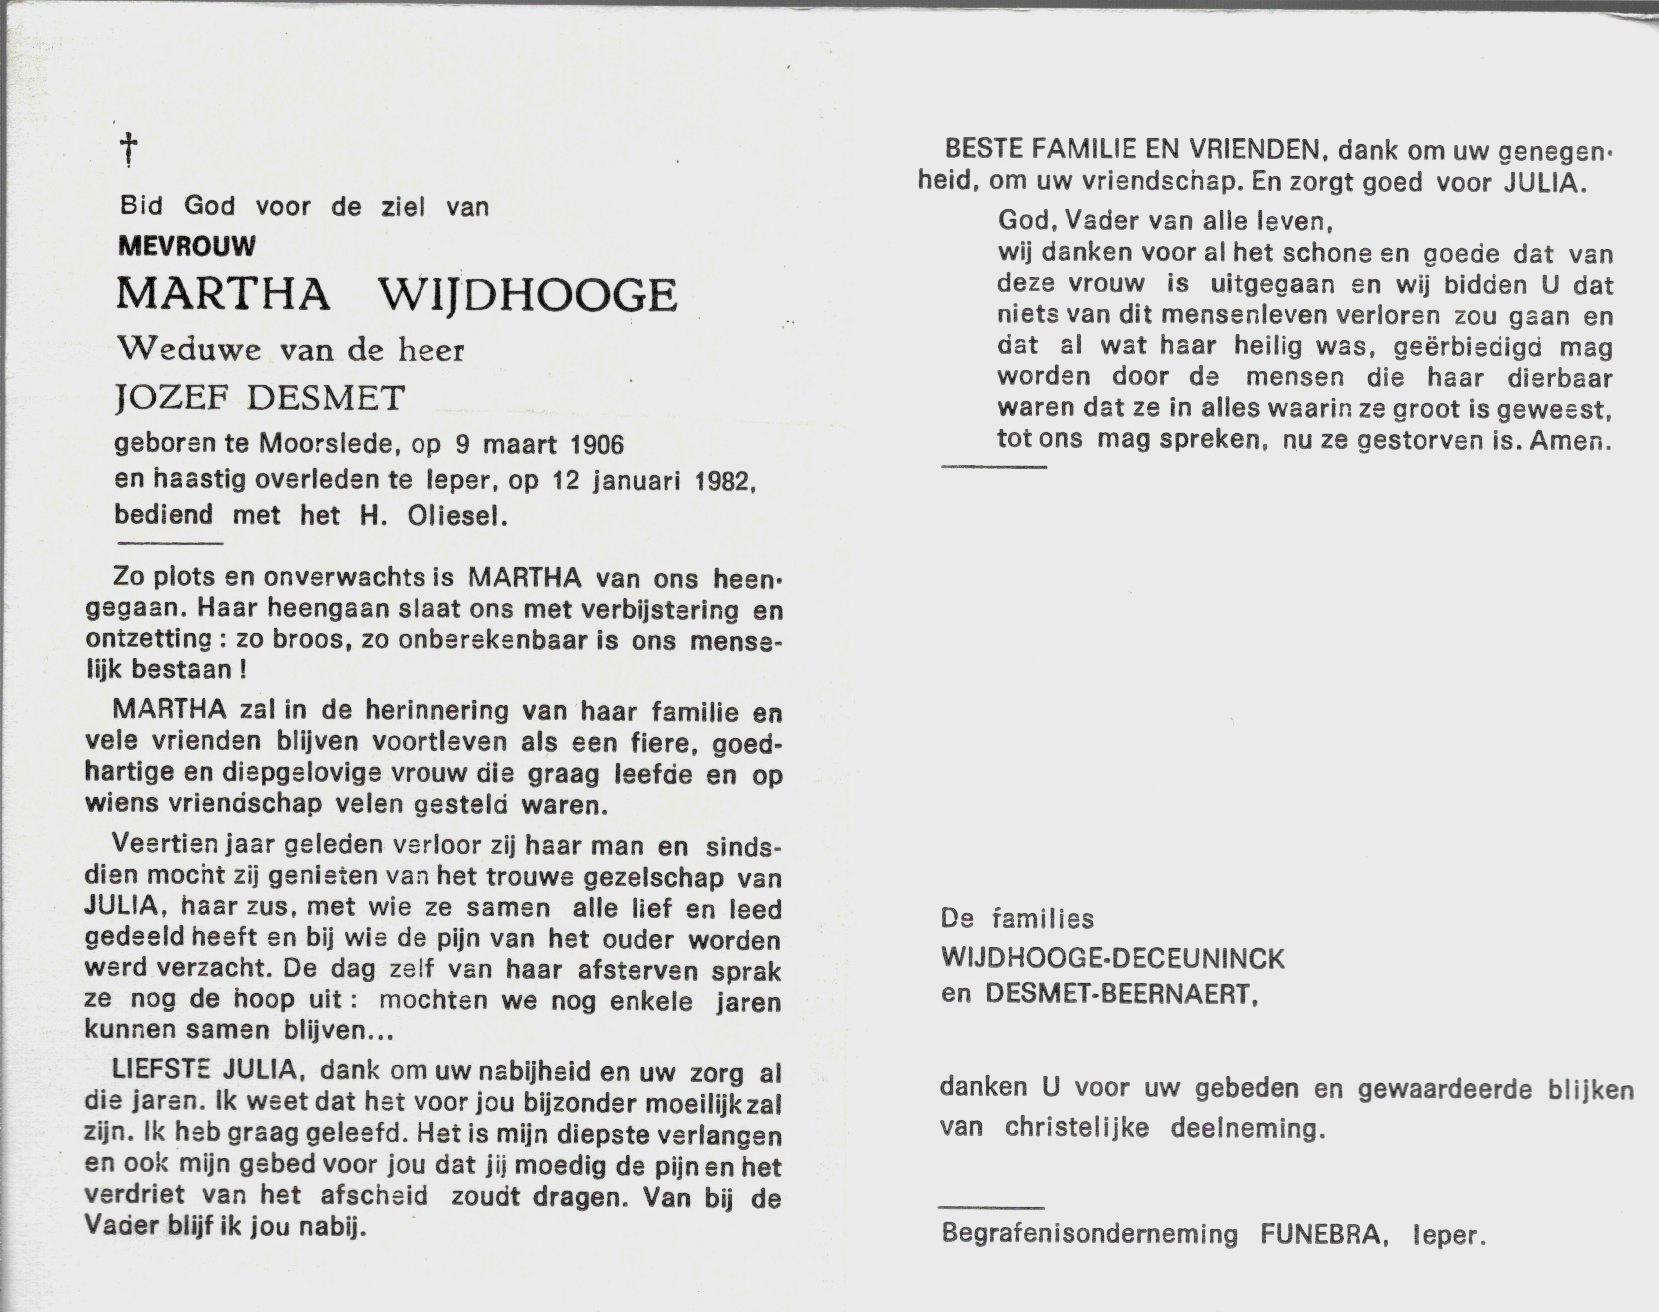 †
Bid God voor de ziel van
MEVROUW
MARTHA WIJDHOOGE
Weduwe van de heer
JOZEF DESMET
geboren te Moorslede, op 9 maart 1906
en haastig overleden te Ieper, op 12 januari 1982,
bediend met het H. Oliesel.
Zo plots en onverwachts is MARTHA van ons heen-
gegaan. Haar heengaan slaat ons met verbijstering en
ontzetting : zo broos, zo onberekenbaar is ons mense-
lijk bestaan !
MARTHA zal in de herinnering van haar familie en
vele vrienden blijven voortleven als een fiere, goed-
hartige en diepgelovige vrouw die graag leefde en op
wiens vriendschap velen gesteld waren.
Veertien jaar geleden verloor zij haar man en sinds-
dien mocht zij genieten van het trouwe gezelschap van
JULIA, haar zus, met wie ze samen alle lief en leed
gedeeld heeft en bij wie de pijn van het ouder worden
werd verzacht. De dag zelf van haar afsterven sprak
ze nog de hoop uit : mochten we nog enkele jaren
kunnen samen blijven...
LIEFSTE JULIA, dank om uw nabijheid en uw zorg al
die jaren. Ik weet dat het voor jou bijzonder moeilijk zal
zijn. Ik heb graag geleefd. Het is mijn diepste verlangen
en ook mijn gebed voor jou dat jij moedig de pijn en het
verdriet van het afscheid zoudt dragen. Van bij de
Vader blijf ik jou nabij.
BESTE FAMILIE EN VRIENDEN, dank om uw genegen-
heid, om uw vriendschap. En zorgt goed voor JULIA.
God, Vader van alle leven,
wij danken voor al het schone en goede dat van
deze vrouw is uitgegaan en wij bidden U dat
niets van dit mensenleven verloren zou gaan en
dat al wat haar heilig was, geërbiedigd mag
worden door de mensen die haar dierbaar
waren dat ze in alles waarin ze groot is geweest,
tot ons mag spreken, nu ze gestorven is. Amen.
De families
WIJDHOOGE-DECEUNINCK
en DESMET-BEERNAERT,
danken U voor uw gebeden en gewaardeerde blijken
van christelijke deelneming.
Begrafenisonderneming FUNEBRA, Ieper.